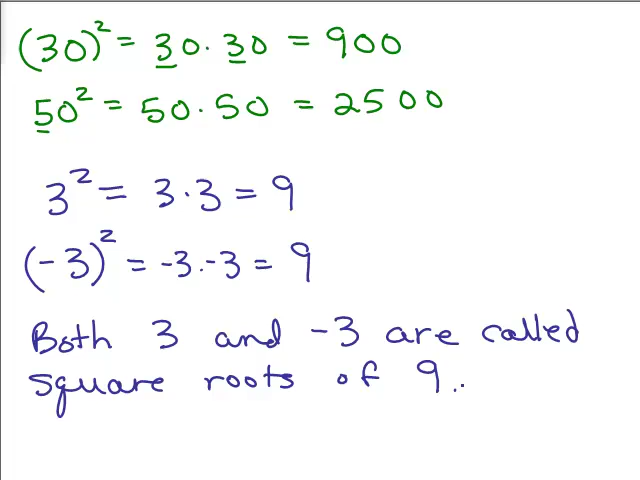 (30)² = 30 · 30 = 900
50² = 50 · 50 = 2500
3² = 3 · 3 = 9
(-3)² = -3 · -3 = 9
Both 3 and -3 are called
square roots of 9.